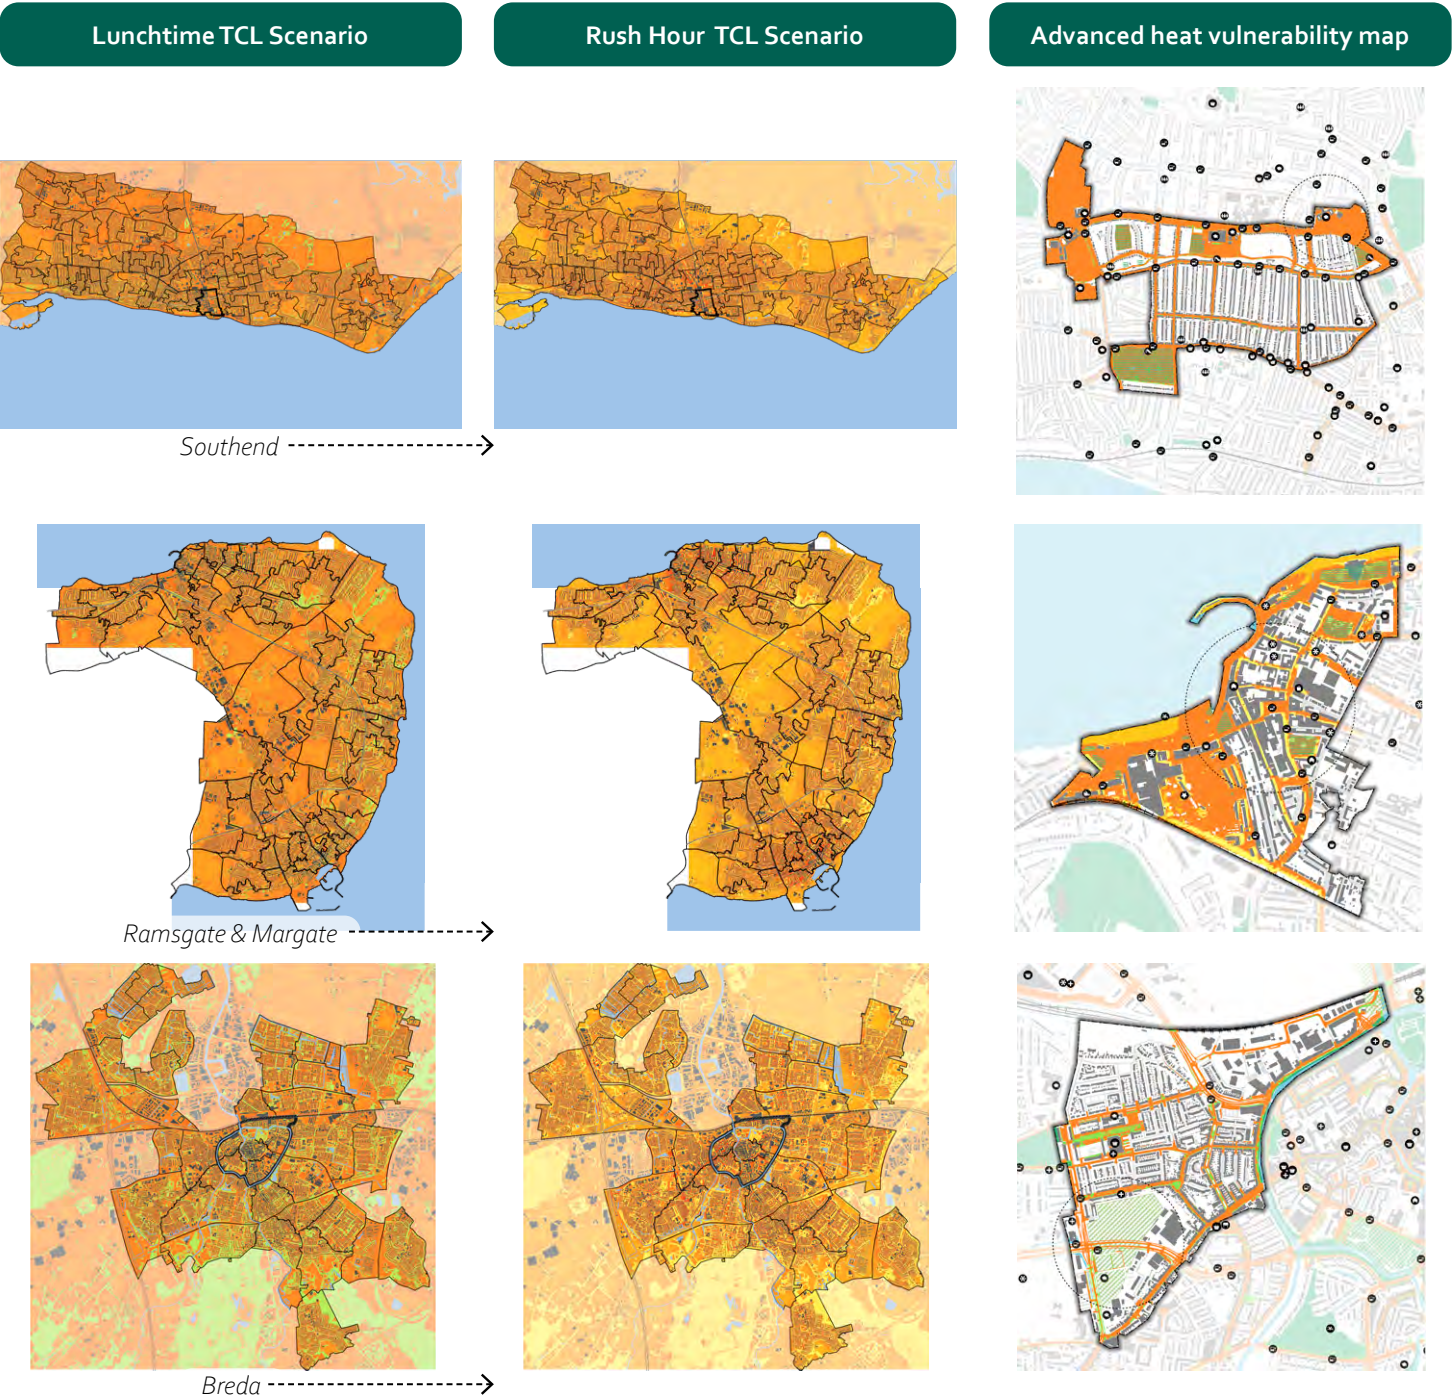 Lunchtime TCL Scenario
Rush Hour TCL Scenario
Advanced heat vulnerability map
Southend
Ramsgate & Margate
Breda